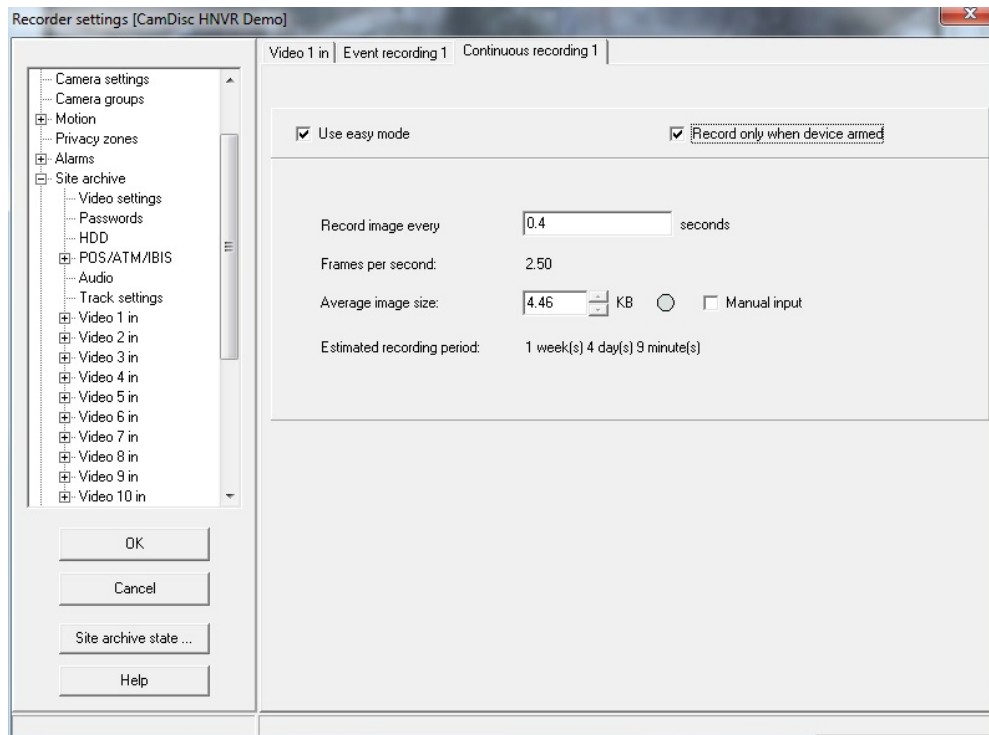 Recorder settings [CamDisc HNVR Demo]
Video 1 in
Event recording 1
Continuous recording 1
Camera settings
Camera groups
Motion
Privacy zones
Alarms
Site archive
Video settings
Passwords
HDD
POS/ATM/IBIS
Audio
Track settings
Video 1 in
Video 2 in
Video 3 in
Video 4 in
Video 5 in
Video 6 in
Video 7 in
Video 8 in
Video 9 in
Video 10 in
OK
Cancel
Site archive state ...
Help
Use easy mode
Record only when device armed
Record image every 0.4 seconds
Frames per second: 2.50
Average image size: 4.46 KB Manual input
Estimated recording period: 1 week(s) 4 day(s) 9 minute(s)